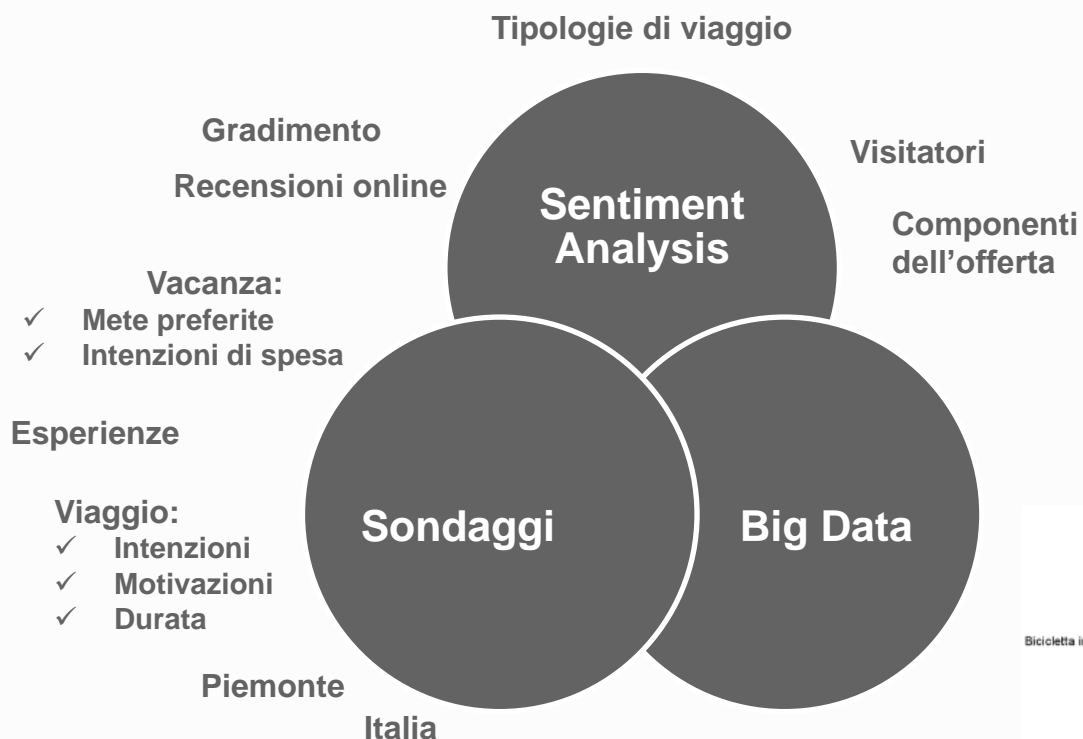 Tipologie di viaggio
Gradimento
Recensioni online
Visitatori
Componenti
dell’offerta
Sentiment
Analysis
Vacanza:
✓ Mete preferite
✓ Intenzioni di spesa
Esperienze
Viaggio:
✓ Intenzioni
✓ Motivazioni
✓ Durata
Sondaggi
Big Data
Piemonte
Italia
Bicicletta